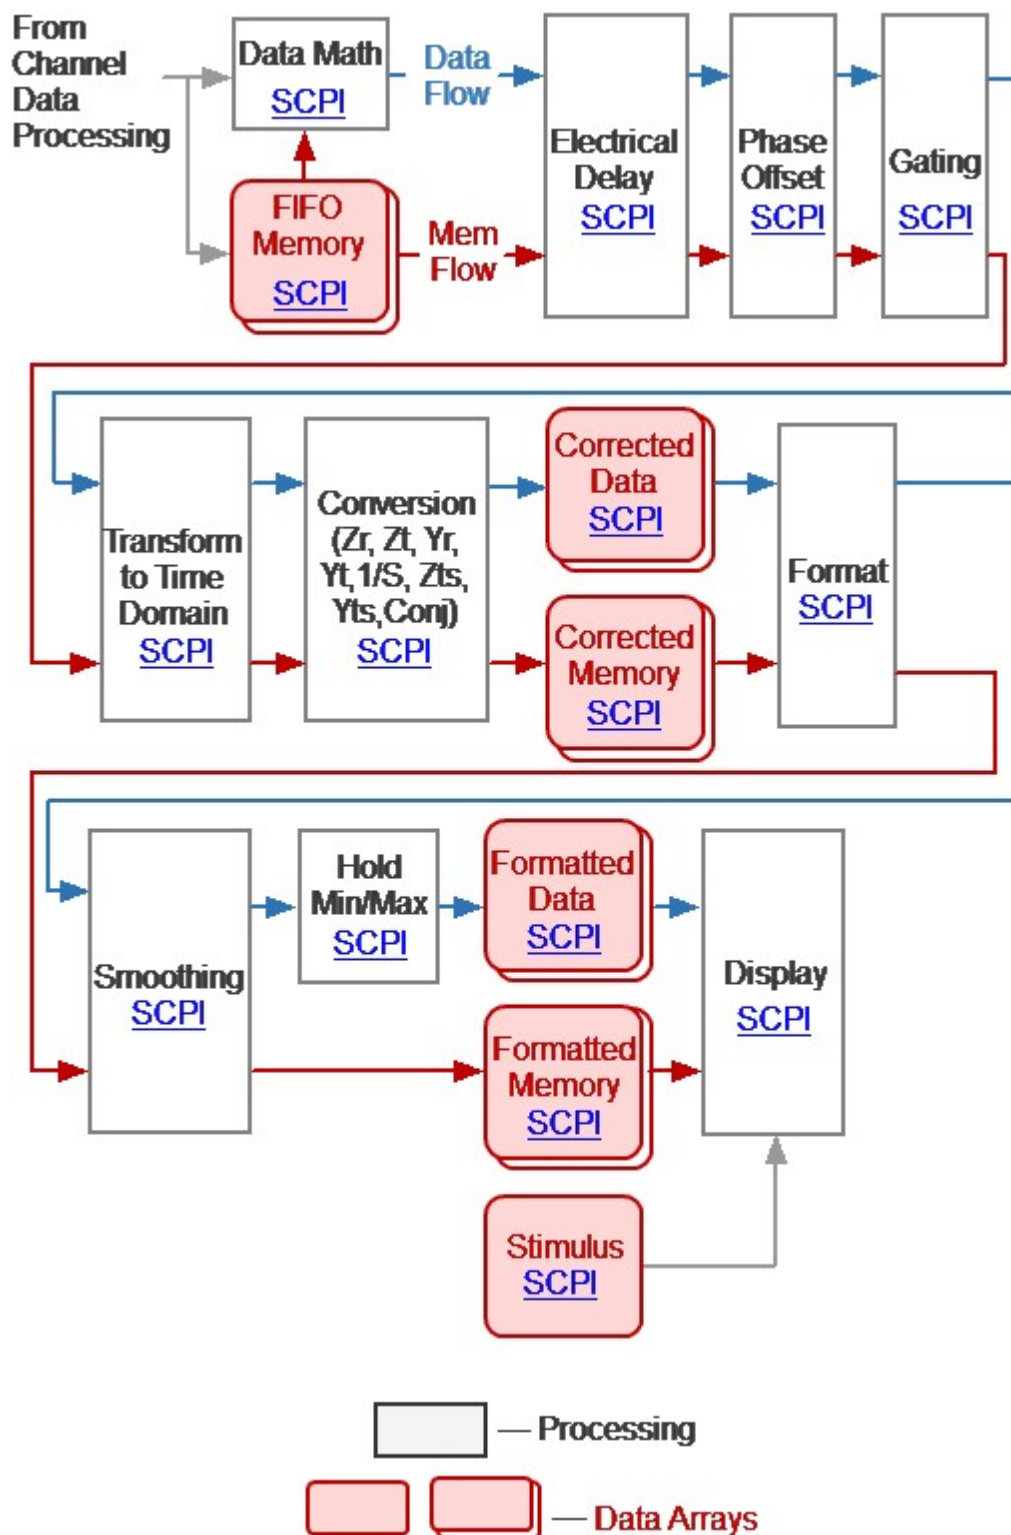 From
Channel
Data
Processing
Data Math
SCPI
Data
Flow
FIFO
Memory
SCPI
Mem
Flow
Electrical
Delay
SCPI
Phase
Offset
SCPI
Gating
SCPI
Transform
to Time
Domain
SCPI
Conversion
(Zr, Zt, Yr,
Yt,1/S, Zts,
Yts,Conj)
SCPI
Corrected
Data
SCPI
Corrected
Memory
SCPI
Format
SCPI
Smoothing
SCPI
Hold
Min/Max
SCPI
Formatted
Data
SCPI
Formatted
Memory
SCPI
Display
SCPI
Stimulus
SCPI
— Processing
— Data Arrays